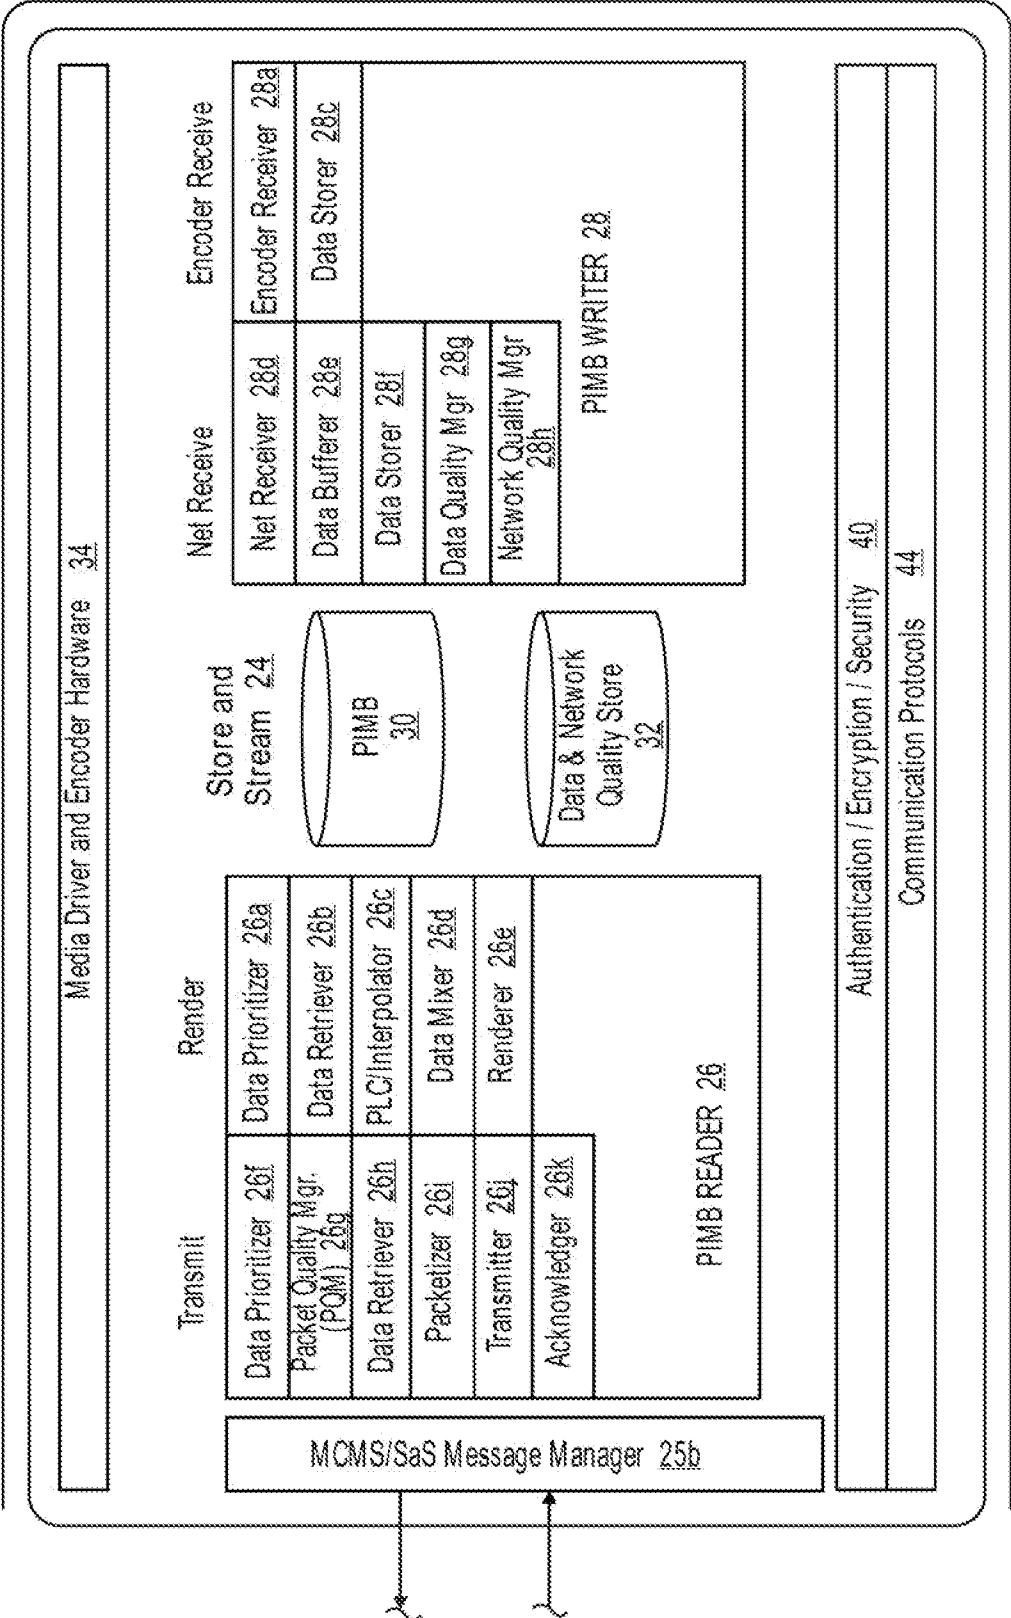 Media Driver and Encoder Hardware 34
MCMS/SaS Message Manager 25b
Transmit
Data Prioritizer 26f
Packet Quality Mgr.
(PQM) 26g
Data Retriever 26h
Packetizer 26i
Transmitter 26j
Acknowledger 26k
Render
Data Prioritizer 26a
Data Retriever 26b
PLC/Interpolator 26c
Data Mixer 26d
Renderer 26e
PIMB READER 26
Store and
Stream 24
PIMB
30
Data & Network
Quality Store
32
Net Receive
Net Receiver 28d
Data Bufferer 28e
Data Storer 28f
Data Quality Mgr 28g
Network Quality Mgr
28h
Encoder Receive
Encoder Receiver 28a
Data Storer 28c
PIMB WRITER 28
Authentication / Encryption / Security 40
Communication Protocols 44